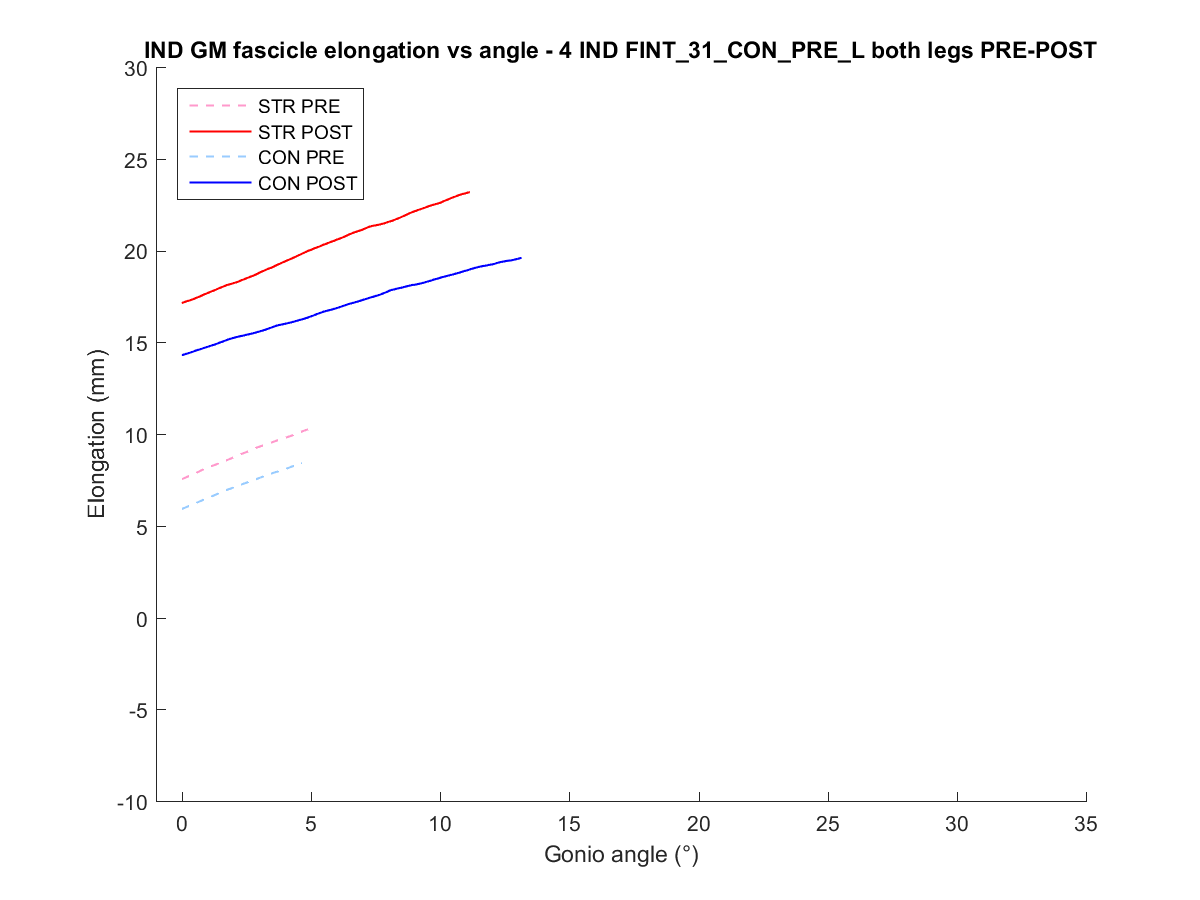 IND GM fascicle elongation vs angle - 4 IND FINT_31_CON_PRE_L both legs PRE-POST
STR PRE
STR POST
CON PRE
CON POST
30
25
20
15
10
5
0
-5
-10
Elongation (mm)
0 5 10 15 20 25 30 35
Gonio angle (°)